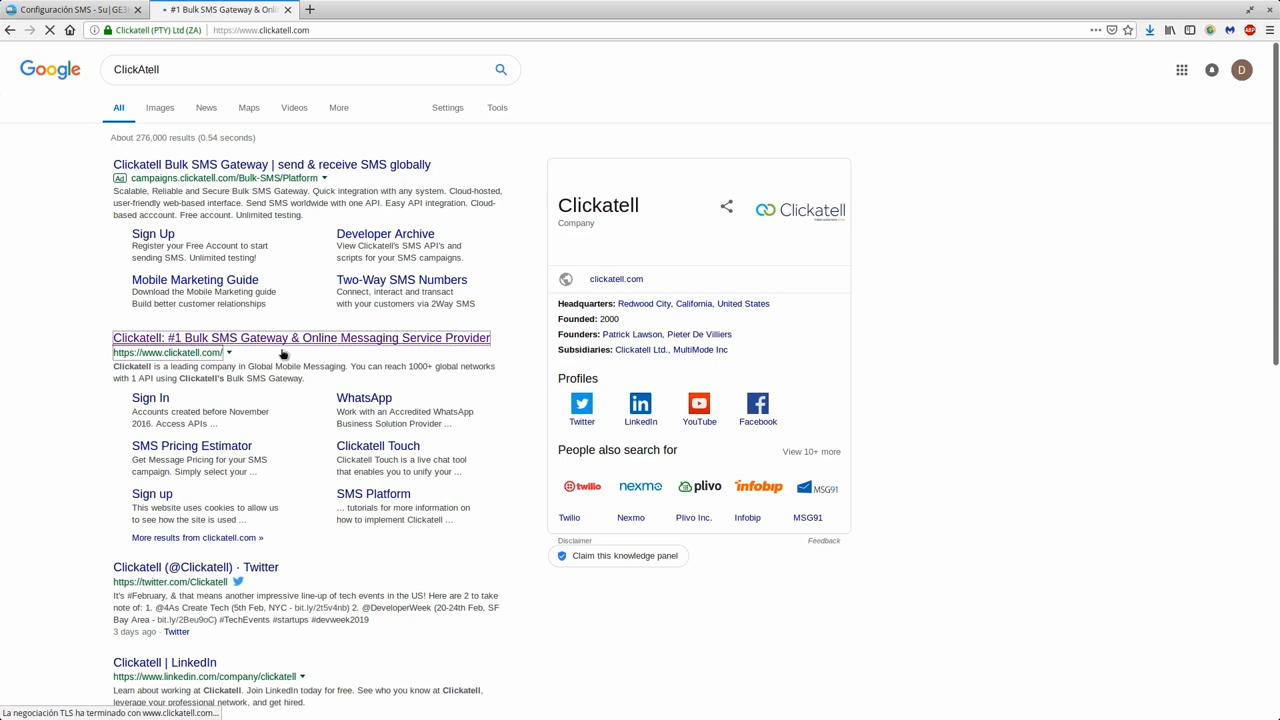 Configuración SMS - Su|GE3
#1 Bulk SMS Gateway & Onli
Clickatell (PTY) Ltd (ZA)
https://www.clickatell.com
ABP
Google
ClickAtell
D
All Images News Maps Videos More Settings Tools
About 276,000 results (0.54 seconds)
Clickatell Bulk SMS Gateway | send & receive SMS globally
Ad campaigns.clickatell.com/Bulk-SMS/Platform
Scalable, Reliable and Secure Bulk SMS Gateway. Quick integration with any system. Cloud-hosted,
user-friendly web-based interface. Send SMS worldwide with one API. Easy API integration. Cloud-
based acccount. Free account. Unlimited testing.
Sign Up
Register your Free Account to start
sending SMS. Unlimited testing!
Developer Archive
View Clickatell's SMS API's and
scripts for your SMS campaigns.
Mobile Marketing Guide
Download the Mobile Marketing guide
Build better customer relationships
Two-Way SMS Numbers
Connect, interact and transact
with your customers via 2Way SMS
Clickatell: #1 Bulk SMS Gateway & Online Messaging Service Provider
https://www.clickatell.com/
Clickatell is a leading company in Global Mobile Messaging. You can reach 1000+ global networks
with 1 API using Clickatell's Bulk SMS Gateway.
Sign In
Accounts created before November
2016. Access APIs ...
WhatsApp
Work with an Accredited WhatsApp
Business Solution Provider ...
SMS Pricing Estimator
Get Message Pricing for your SMS
campaign. Simply select your ...
Clickatell Touch
Clickatell Touch is a live chat tool
that enables you to unify your ...
Sign up
This website uses cookies to allow us
to see how the site is used ...
SMS Platform
... tutorials for more information on
how to implement Clickatell ...
More results from clickatell.com »
Clickatell (@Clickatell) · Twitter
https://twitter.com/Clickatell
It's #February, & that means another impressive line-up of tech events in the US! Here are 2 to take
note of: 1. @4As Create Tech (5th Feb, NYC - bit.ly/2t5v4nb) 2. @DeveloperWeek (20-24th Feb, SF
Bay Area - bit.ly/2Beu9oC) #TechEvents #startups #devweek2019
3 days ago · Twitter
Clickatell | LinkedIn
https://www.linkedin.com/company/clickatell
Learn about working at Clickatell. Join LinkedIn today for free. See who you know at Clickatell,
leverage your professional network, and get hired.
Clickatell
Company
Clickatell
clickatell.com
Headquarters: Redwood City, California, United States
Founded: 2000
Founders: Patrick Lawson, Pieter De Villiers
Subsidiaries: Clickatell Ltd., MultiMode Inc
Profiles
Twitter LinkedIn YouTube Facebook
People also search for
View 10+ more
twilio nexmo plivo infobip MSG91
Twilio Nexmo Plivo Inc. Infobip MSG91
Disclaimer
Feedback
Claim this knowledge panel
La negociación TLS ha terminado con www.clickatell.com...